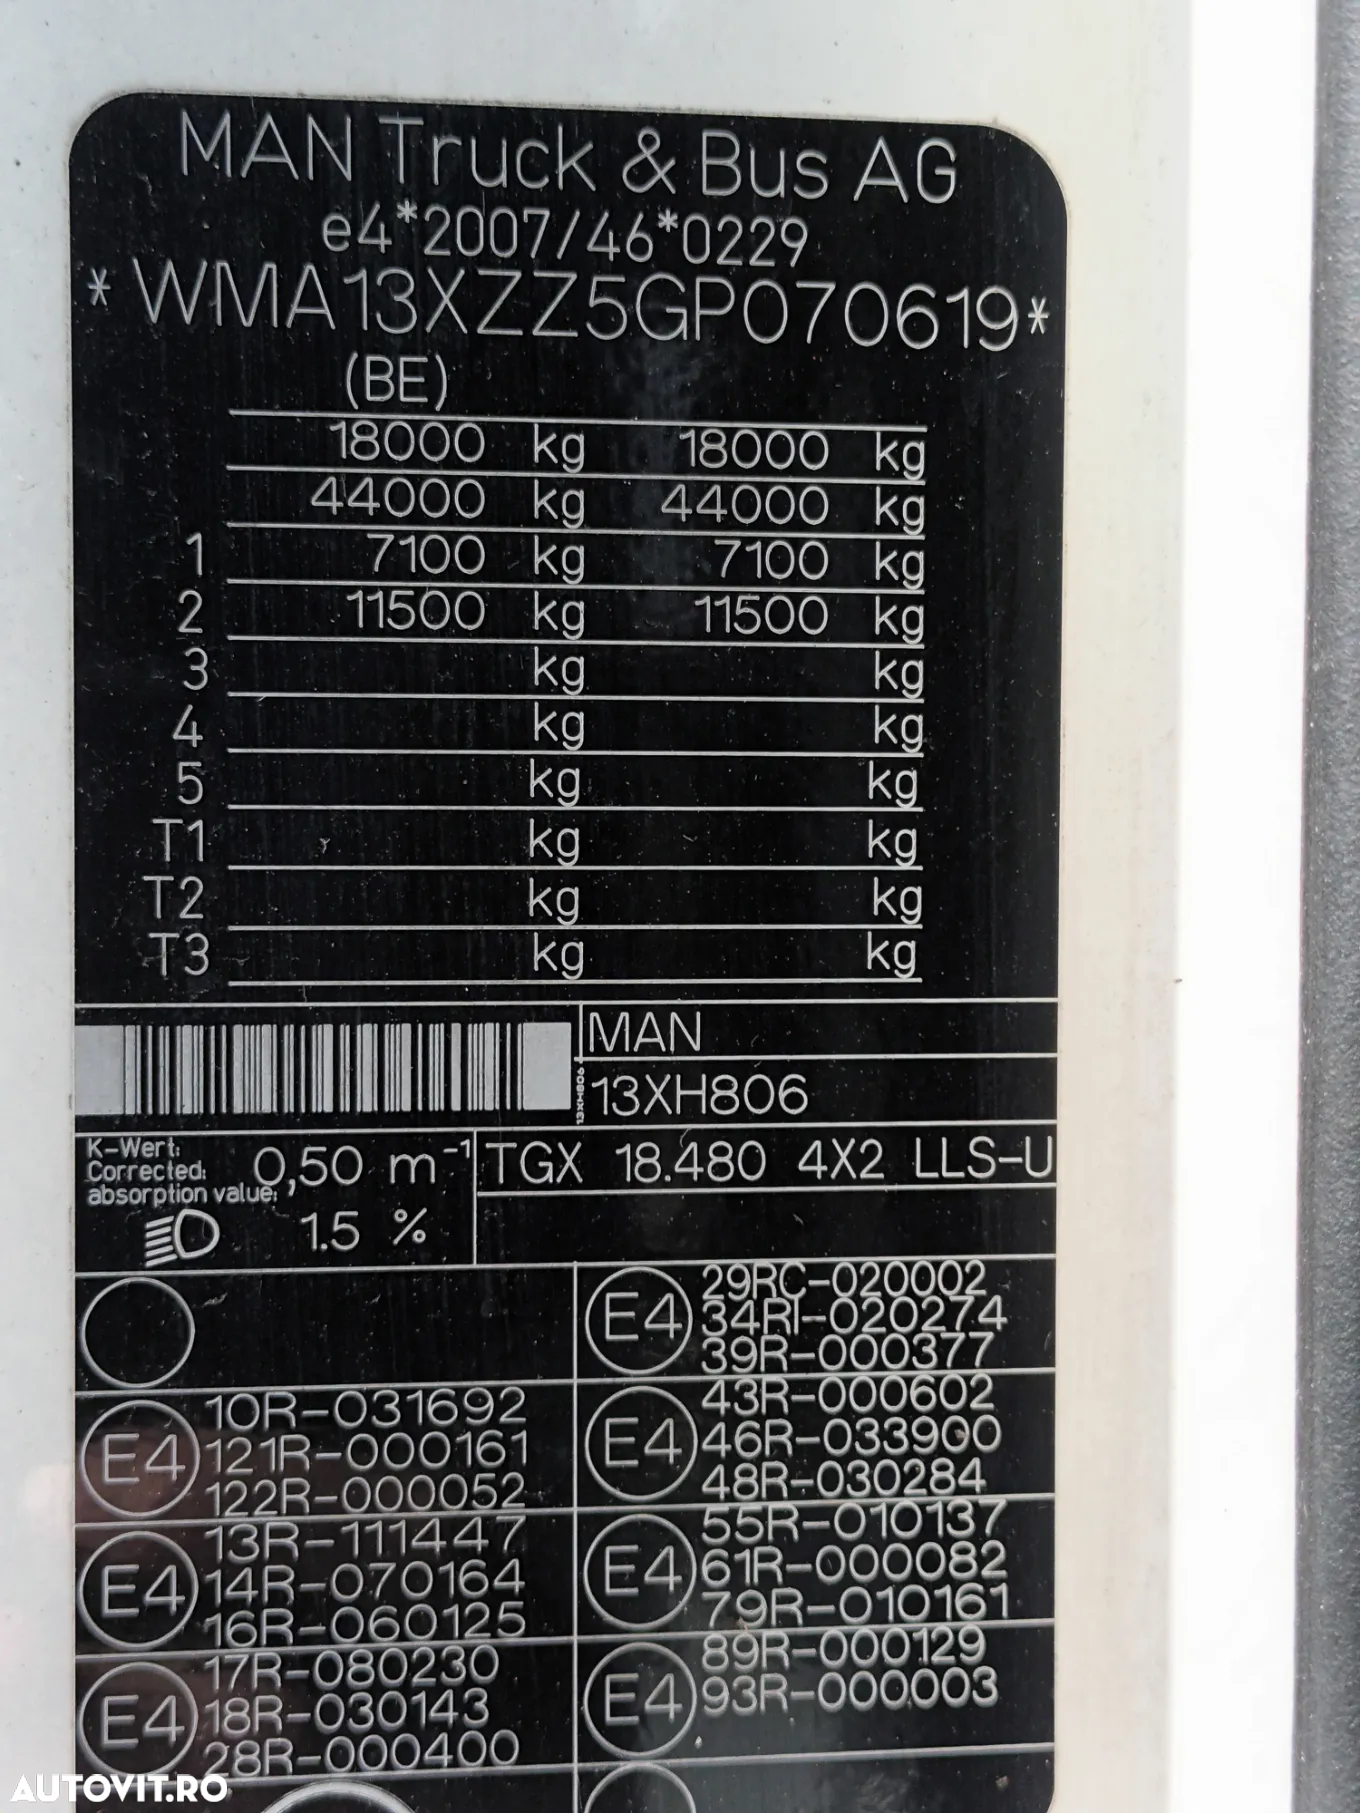 MAN Truck & Bus AG
e4*2007/46*0229
*WMA13XZZ5GP070619*
(BE)
18000 kg 18000 kg
44000 kg 44000 kg
1 7100 kg 7100 kg
2 11500 kg 11500 kg
3 kg kg
4 kg kg
5 kg kg
T1 kg kg
T2 kg kg
T3 kg kg
13XH806
MAN
13XH806
K-Wert:
Corrected:
absorption value:
0,50 m⁻¹
TGX 18.480 4X2 LLS-U
1.5 %
E4
10R-031692
121R-000161
122R-000052
E4
13R-111447
14R-070164
16R-060125
E4
17R-080230
18R-030143
28R-000400
E4
29RC-020002
34RI-020274
39R-000377
E4
43R-000602
46R-033900
48R-030284
E4
55R-010137
61R-000082
79R-010161
E4
89R-000129
93R-000003
AUTOVIT.RO